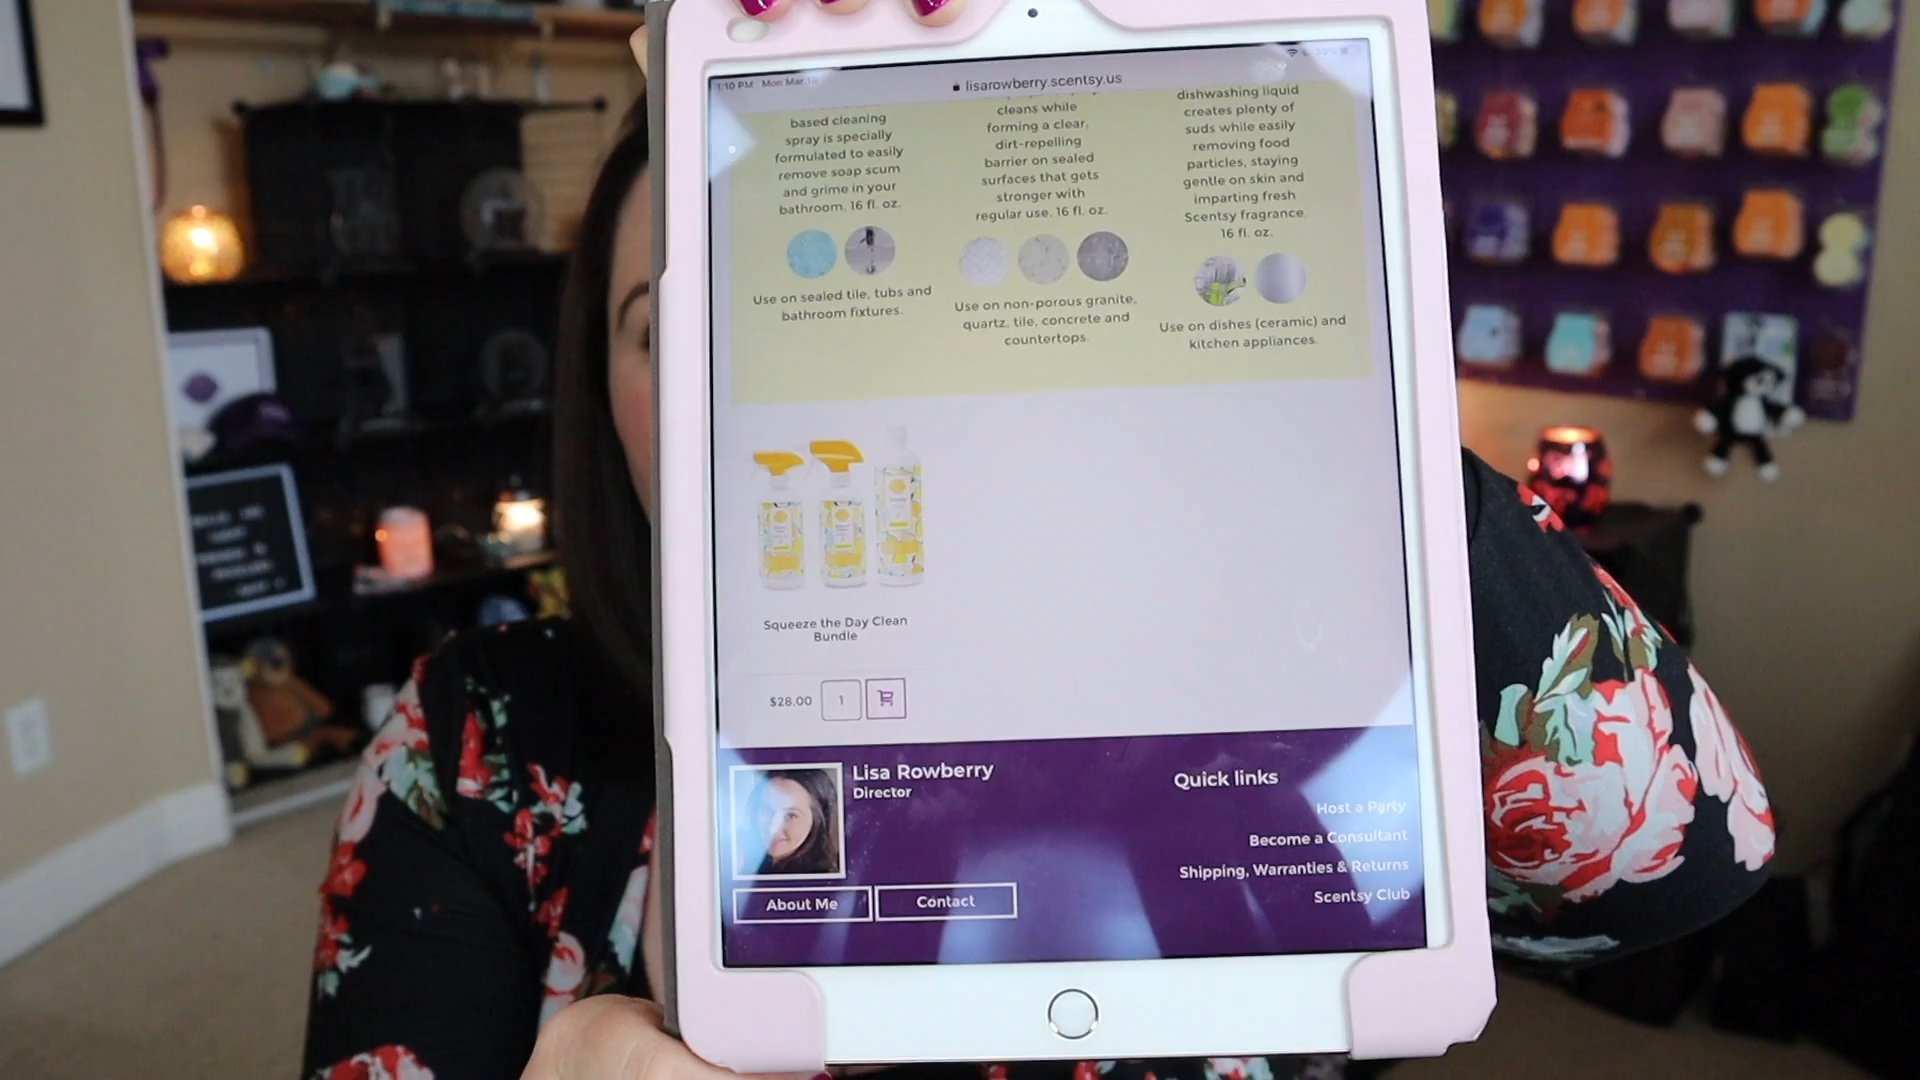 1:10 PM Mon Mar
lisarowberry.scentsy.us
based cleaning
spray is specially
formulated to easily
remove soap scum
and grime in your
bathroom. 16 fl. oz.
Use on sealed tile, tubs and
bathroom fixtures.
cleans while
forming a clear,
dirt-repelling
barrier on sealed
surfaces that gets
stronger with
regular use. 16 fl. oz.
Use on non-porous granite,
quartz, tile, concrete and
countertops.
dishwashing liquid
creates plenty of
suds while easily
removing food
particles, staying
gentle on skin and
imparting fresh
Scentsy fragrance.
16 fl. oz.
Use on dishes (ceramic) and
kitchen appliances.
Squeeze the Day Clean
Bundle
$28.00 1
Lisa Rowberry
Director
About Me
Contact
Quick links
Host a Party
Become a Consultant
Shipping, Warranties & Returns
Scentsy Club